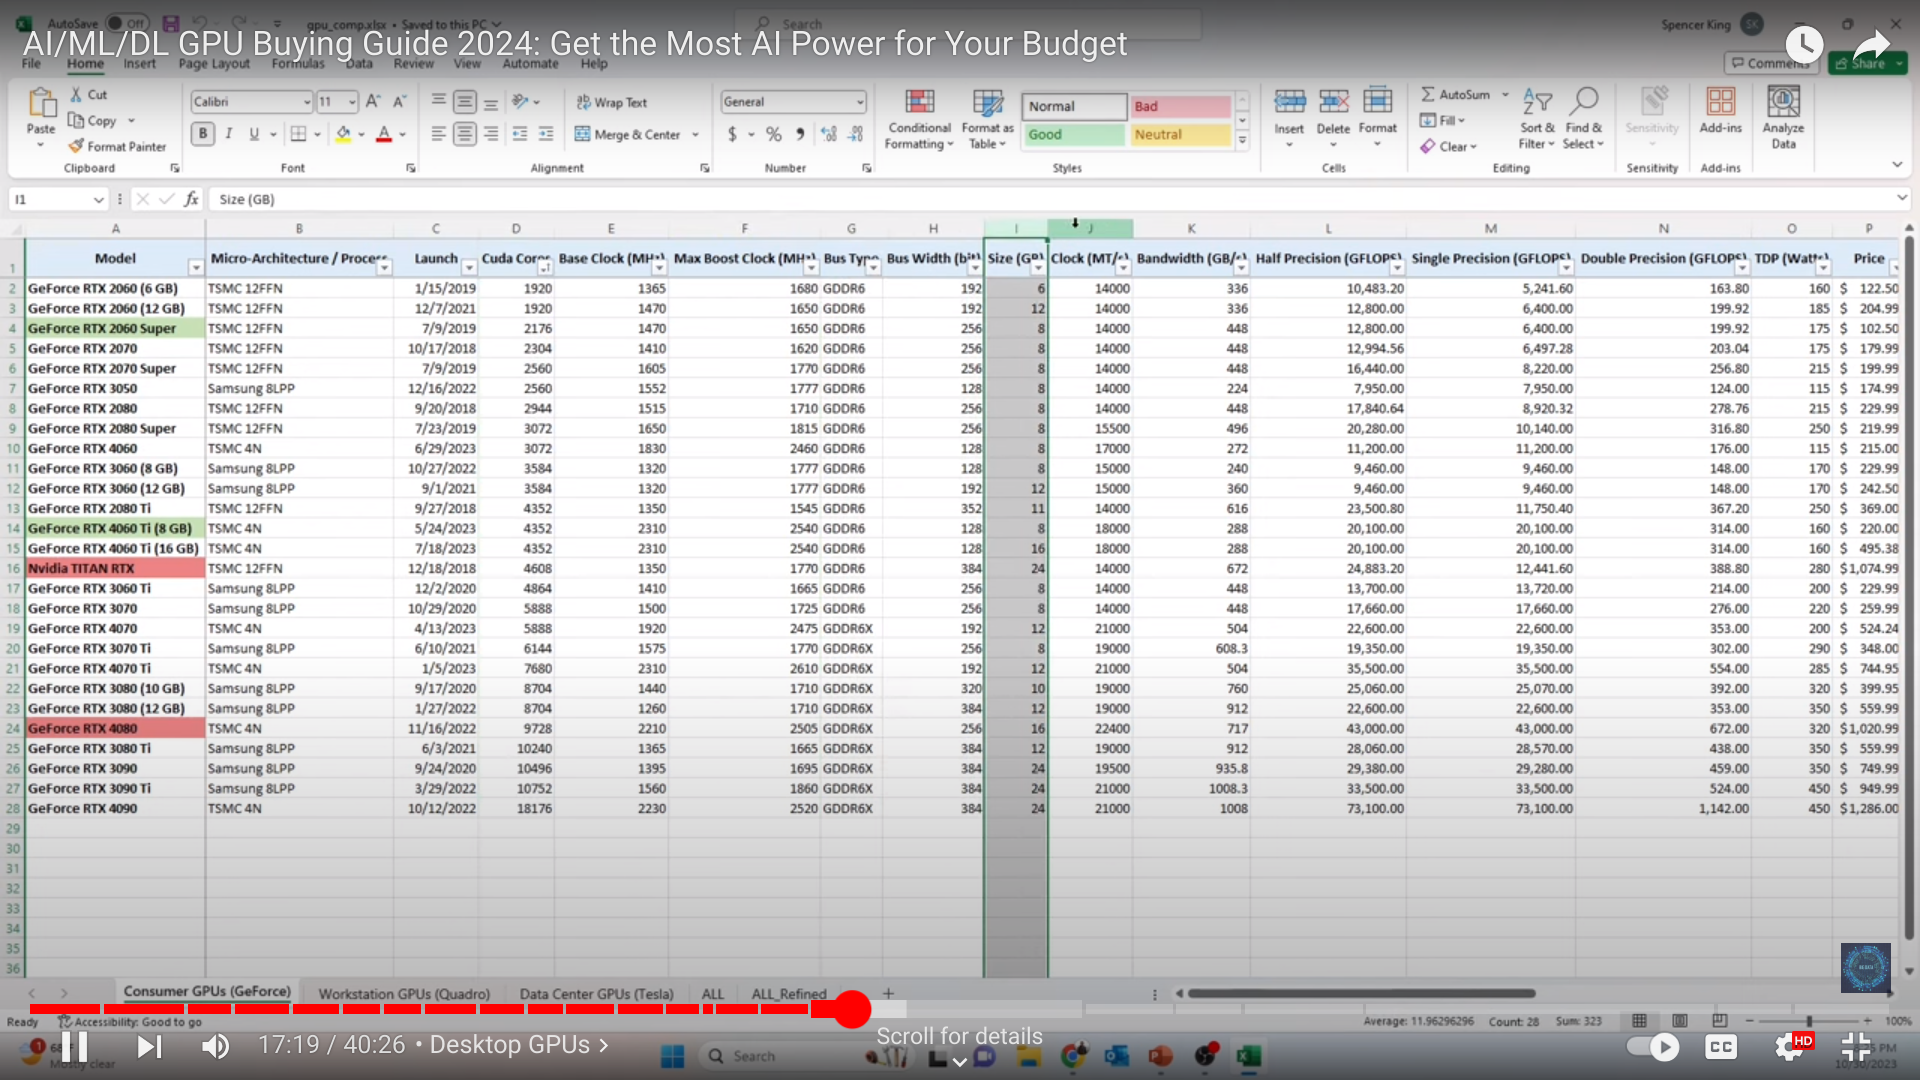 AutoSave Off gpu_comp.xlsx • Saved to this PC Search Spencer King SK
AI/ML/DL GPU Buying Guide 2024: Get the Most AI Power for Your Budget
File Home Insert Page Layout Formulas Data Review View Automate Help Comments Share
Paste Cut Copy Format Painter Clipboard
Calibri 11 B I U A Font
Wrap Text Merge & Center Alignment
General $ % Number
Conditional Formatting Format as Table Normal Bad Good Neutral Styles
Insert Delete Format Cells
AutoSum Fill Clear Sort & Filter Find & Select Editing
Sensitivity Sensitivity
Add-ins Add-ins
Analyze Data
I1 fx Size (GB)
A B C D E F G H I J K L M N O P
1 Model Micro-Architecture / Process Launch Cuda Cores Base Clock (MHz) Max Boost Clock (MHz) Bus Type Bus Width (bit) Size (GB) Clock (MT/s) Bandwidth (GB/s) Half Precision (GFLOPS) Single Precision (GFLOPS) Double Precision (GFLOPS) TDP (Watts) Price
2 GeForce RTX 2060 (6 GB) TSMC 12FFN 1/15/2019 1920 1365 1680 GDDR6 192 6 14000 336 10,483.20 5,241.60 163.80 160 $ 122.50
3 GeForce RTX 2060 (12 GB) TSMC 12FFN 12/7/2021 1920 1470 1650 GDDR6 192 12 14000 336 12,800.00 6,400.00 199.92 185 $ 204.99
4 GeForce RTX 2060 Super TSMC 12FFN 7/9/2019 2176 1470 1650 GDDR6 256 8 14000 448 12,800.00 6,400.00 199.92 175 $ 102.50
5 GeForce RTX 2070 TSMC 12FFN 10/17/2018 2304 1410 1620 GDDR6 256 8 14000 448 12,994.56 6,497.28 203.04 175 $ 179.99
6 GeForce RTX 2070 Super TSMC 12FFN 7/9/2019 2560 1605 1770 GDDR6 256 8 14000 448 16,440.00 8,220.00 256.80 215 $ 199.99
7 GeForce RTX 3050 Samsung 8LPP 12/16/2022 2560 1552 1777 GDDR6 128 8 14000 224 7,950.00 7,950.00 124.00 115 $ 174.99
8 GeForce RTX 2080 TSMC 12FFN 9/20/2018 2944 1515 1710 GDDR6 256 8 14000 448 17,840.64 8,920.32 278.76 215 $ 229.99
9 GeForce RTX 2080 Super TSMC 12FFN 7/23/2019 3072 1650 1815 GDDR6 256 8 15500 496 20,280.00 10,140.00 316.80 250 $ 219.99
10 GeForce RTX 4060 TSMC 4N 6/29/2023 3072 1830 2460 GDDR6 128 8 17000 272 11,200.00 11,200.00 176.00 115 $ 215.00
11 GeForce RTX 3060 (8 GB) Samsung 8LPP 10/27/2022 3584 1320 1777 GDDR6 128 8 15000 240 9,460.00 9,460.00 148.00 170 $ 229.99
12 GeForce RTX 3060 (12 GB) Samsung 8LPP 9/1/2021 3584 1320 1777 GDDR6 192 12 15000 360 9,460.00 9,460.00 148.00 170 $ 242.50
13 GeForce RTX 2080 Ti TSMC 12FFN 9/27/2018 4352 1350 1545 GDDR6 352 11 14000 616 23,500.80 11,750.40 367.20 250 $ 369.00
14 GeForce RTX 4060 Ti (8 GB) TSMC 4N 5/24/2023 4352 2310 2540 GDDR6 128 8 18000 288 20,100.00 20,100.00 314.00 160 $ 220.00
15 GeForce RTX 4060 Ti (16 GB) TSMC 4N 7/18/2023 4352 2310 2540 GDDR6 128 16 18000 288 20,100.00 20,100.00 314.00 160 $ 495.38
16 Nvidia TITAN RTX TSMC 12FFN 12/18/2018 4608 1350 1770 GDDR6 384 24 14000 672 24,883.20 12,441.60 388.80 280 $1,074.99
17 GeForce RTX 3060 Ti Samsung 8LPP 12/2/2020 4864 1410 1665 GDDR6 256 8 14000 448 13,700.00 13,720.00 214.00 200 $ 229.99
18 GeForce RTX 3070 Samsung 8LPP 10/29/2020 5888 1500 1725 GDDR6 256 8 14000 448 17,660.00 17,660.00 276.00 220 $ 259.99
19 GeForce RTX 4070 TSMC 4N 4/13/2023 5888 1920 2475 GDDR6X 192 12 21000 504 22,600.00 22,600.00 353.00 200 $ 524.24
20 GeForce RTX 3070 Ti Samsung 8LPP 6/10/2021 6144 1575 1770 GDDR6X 256 8 19000 608.3 19,350.00 19,350.00 302.00 290 $ 348.00
21 GeForce RTX 4070 Ti TSMC 4N 1/5/2023 7680 2310 2610 GDDR6X 192 12 21000 504 35,500.00 35,500.00 554.00 285 $ 744.95
22 GeForce RTX 3080 (10 GB) Samsung 8LPP 9/17/2020 8704 1440 1710 GDDR6X 320 10 19000 760 25,060.00 25,070.00 392.00 320 $ 399.95
23 GeForce RTX 3080 (12 GB) Samsung 8LPP 1/27/2022 8704 1260 1710 GDDR6X 384 12 19000 912 22,600.00 22,600.00 353.00 350 $ 559.99
24 GeForce RTX 4080 TSMC 4N 11/16/2022 9728 2210 2505 GDDR6X 256 16 22400 717 43,000.00 43,000.00 672.00 320 $1,020.99
25 GeForce RTX 3080 Ti Samsung 8LPP 6/3/2021 10240 1365 1665 GDDR6X 384 12 19000 912 28,060.00 28,570.00 438.00 350 $ 559.99
26 GeForce RTX 3090 Samsung 8LPP 9/24/2020 10496 1395 1695 GDDR6X 384 24 19500 935.8 29,380.00 29,280.00 459.00 350 $ 749.99
27 GeForce RTX 3090 Ti Samsung 8LPP 3/29/2022 10752 1560 1860 GDDR6X 384 24 21000 1008.3 33,500.00 33,500.00 524.00 450 $ 949.99
28 GeForce RTX 4090 TSMC 4N 10/12/2022 18176 2230 2520 GDDR6X 384 24 21000 1008 73,100.00 73,100.00 1,142.00 450 $1,286.00
29
30
31
32
33
34
35
36
Consumer GPUs (GeForce) Workstation GPUs (Quadro) Data Center GPUs (Tesla) ALL ALL_Refined +
Ready Accessibility: Good to go Average: 11.96296296 Count: 28 Sum: 323 100%
17:19 / 40:26 • Desktop GPUs Scroll for details CC HD
Mostly clear Search 10/30/2023